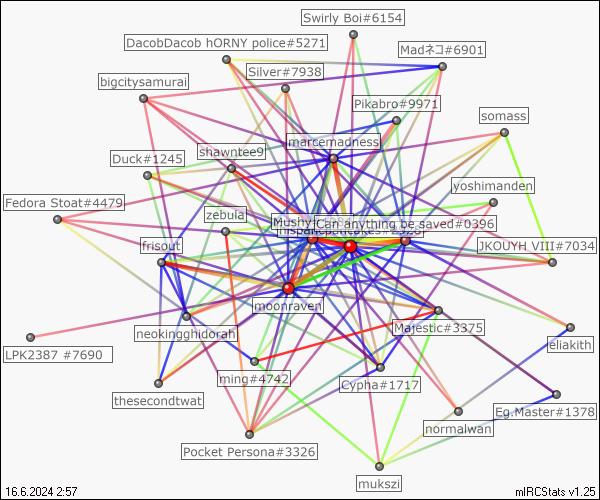 Swirly Boi#6154
DacobDacob hORNY police#5271
Madネコ#6901
Silver#7938
bigcitysamurai
Pikabro#9971
somass
marcemadness
shawntee9
Duck#1245
yoshimanden
Fedora Stoat#4479
zebula
Can anything be saved#0396
frisout
JKOUYH VIII#7034
moonraven
neokingghidorah
Majestic#3375
eliakith
LPK2387 #7690
ming#4742
Cypha#1717
thesecondtwat
Eg.Master#1378
normalwan
Pocket Persona#3326
mukszi
16.6.2024 2:57
mIRCStats v1.25